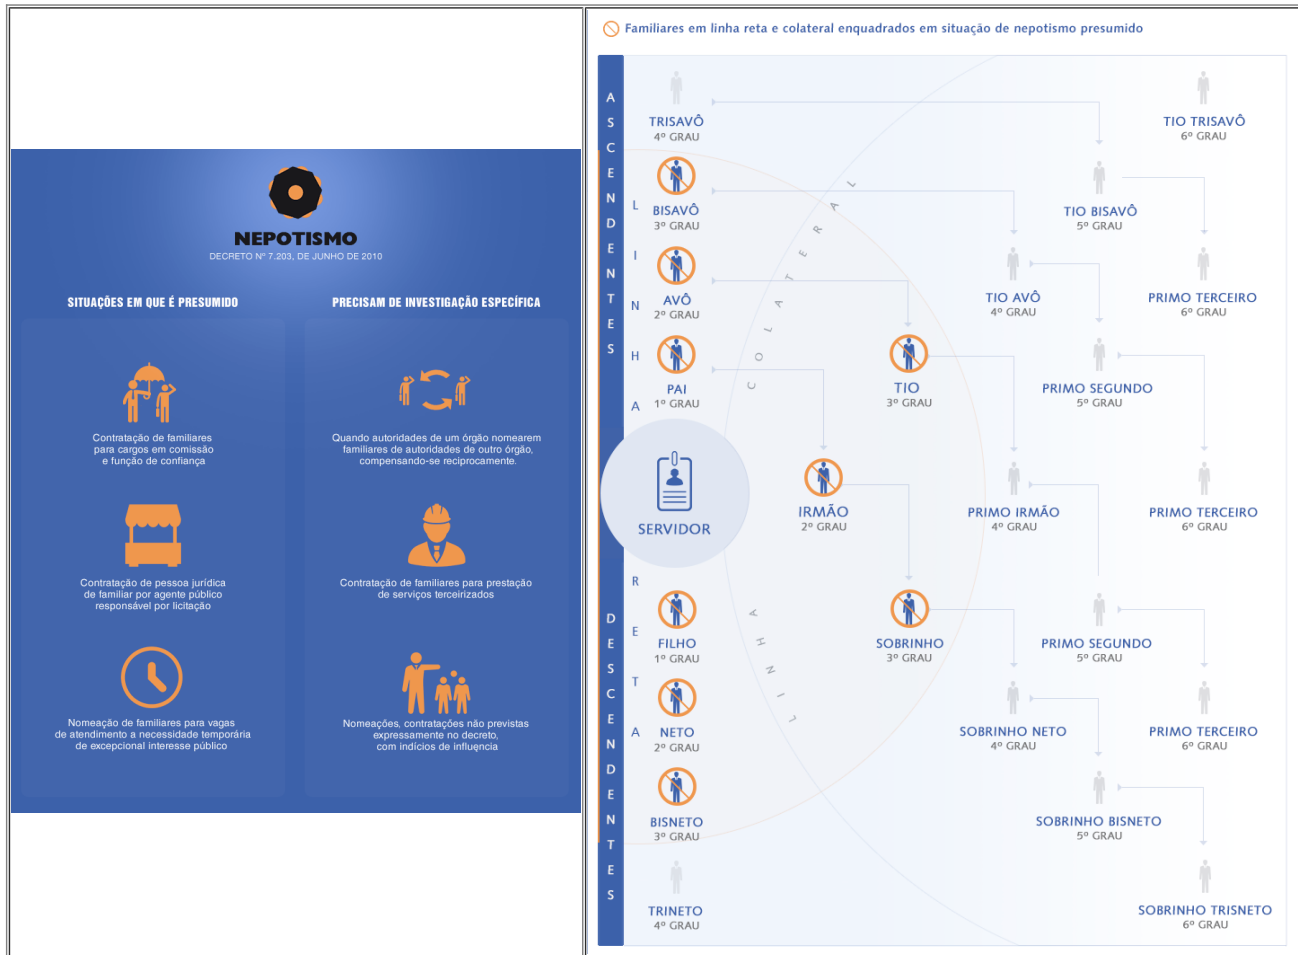 NEPOTISMO
DECRETO Nº 7.203, DE JUNHO DE 2010
SITUAÇÕES EM QUE É PRESUMIDO
Contratação de familiares
para cargos em comissão
e função de confiança
Contratação de pessoa jurídica
de familiar por agente público
responsável por licitação
Nomeação de familiares para vagas
de atendimento a necessidade temporária
de excepcional interesse público
PRECISAM DE INVESTIGAÇÃO ESPECÍFICA
Quando autoridades de um órgão nomearem
familiares de autoridades de outro órgão,
compensando-se reciprocamente.
Contratação de familiares para prestação
de serviços terceirizados
Nomeações, contratações não previstas
expressamente no decreto,
com indícios de influência
Familiares em linha reta e colateral enquadrados em situação de nepotismo presumido
ASCENDENTES
DESCENDENTES
LINHA RETA
LINHA COLATERAL
TRISAVÔ
4º GRAU
TIO TRISAVÔ
6º GRAU
BISAVÔ
3º GRAU
TIO BISAVÔ
5º GRAU
AVÔ
2º GRAU
TIO AVÔ
4º GRAU
PRIMO TERCEIRO
6º GRAU
PAI
1º GRAU
TIO
3º GRAU
PRIMO SEGUNDO
5º GRAU
SERVIDOR
IRMÃO
2º GRAU
PRIMO IRMÃO
4º GRAU
PRIMO TERCEIRO
6º GRAU
FILHO
1º GRAU
SOBRINHO
3º GRAU
PRIMO SEGUNDO
5º GRAU
NETO
2º GRAU
SOBRINHO NETO
4º GRAU
PRIMO TERCEIRO
6º GRAU
BISNETO
3º GRAU
SOBRINHO BISNETO
5º GRAU
TRINETO
4º GRAU
SOBRINHO TRISNETO
6º GRAU